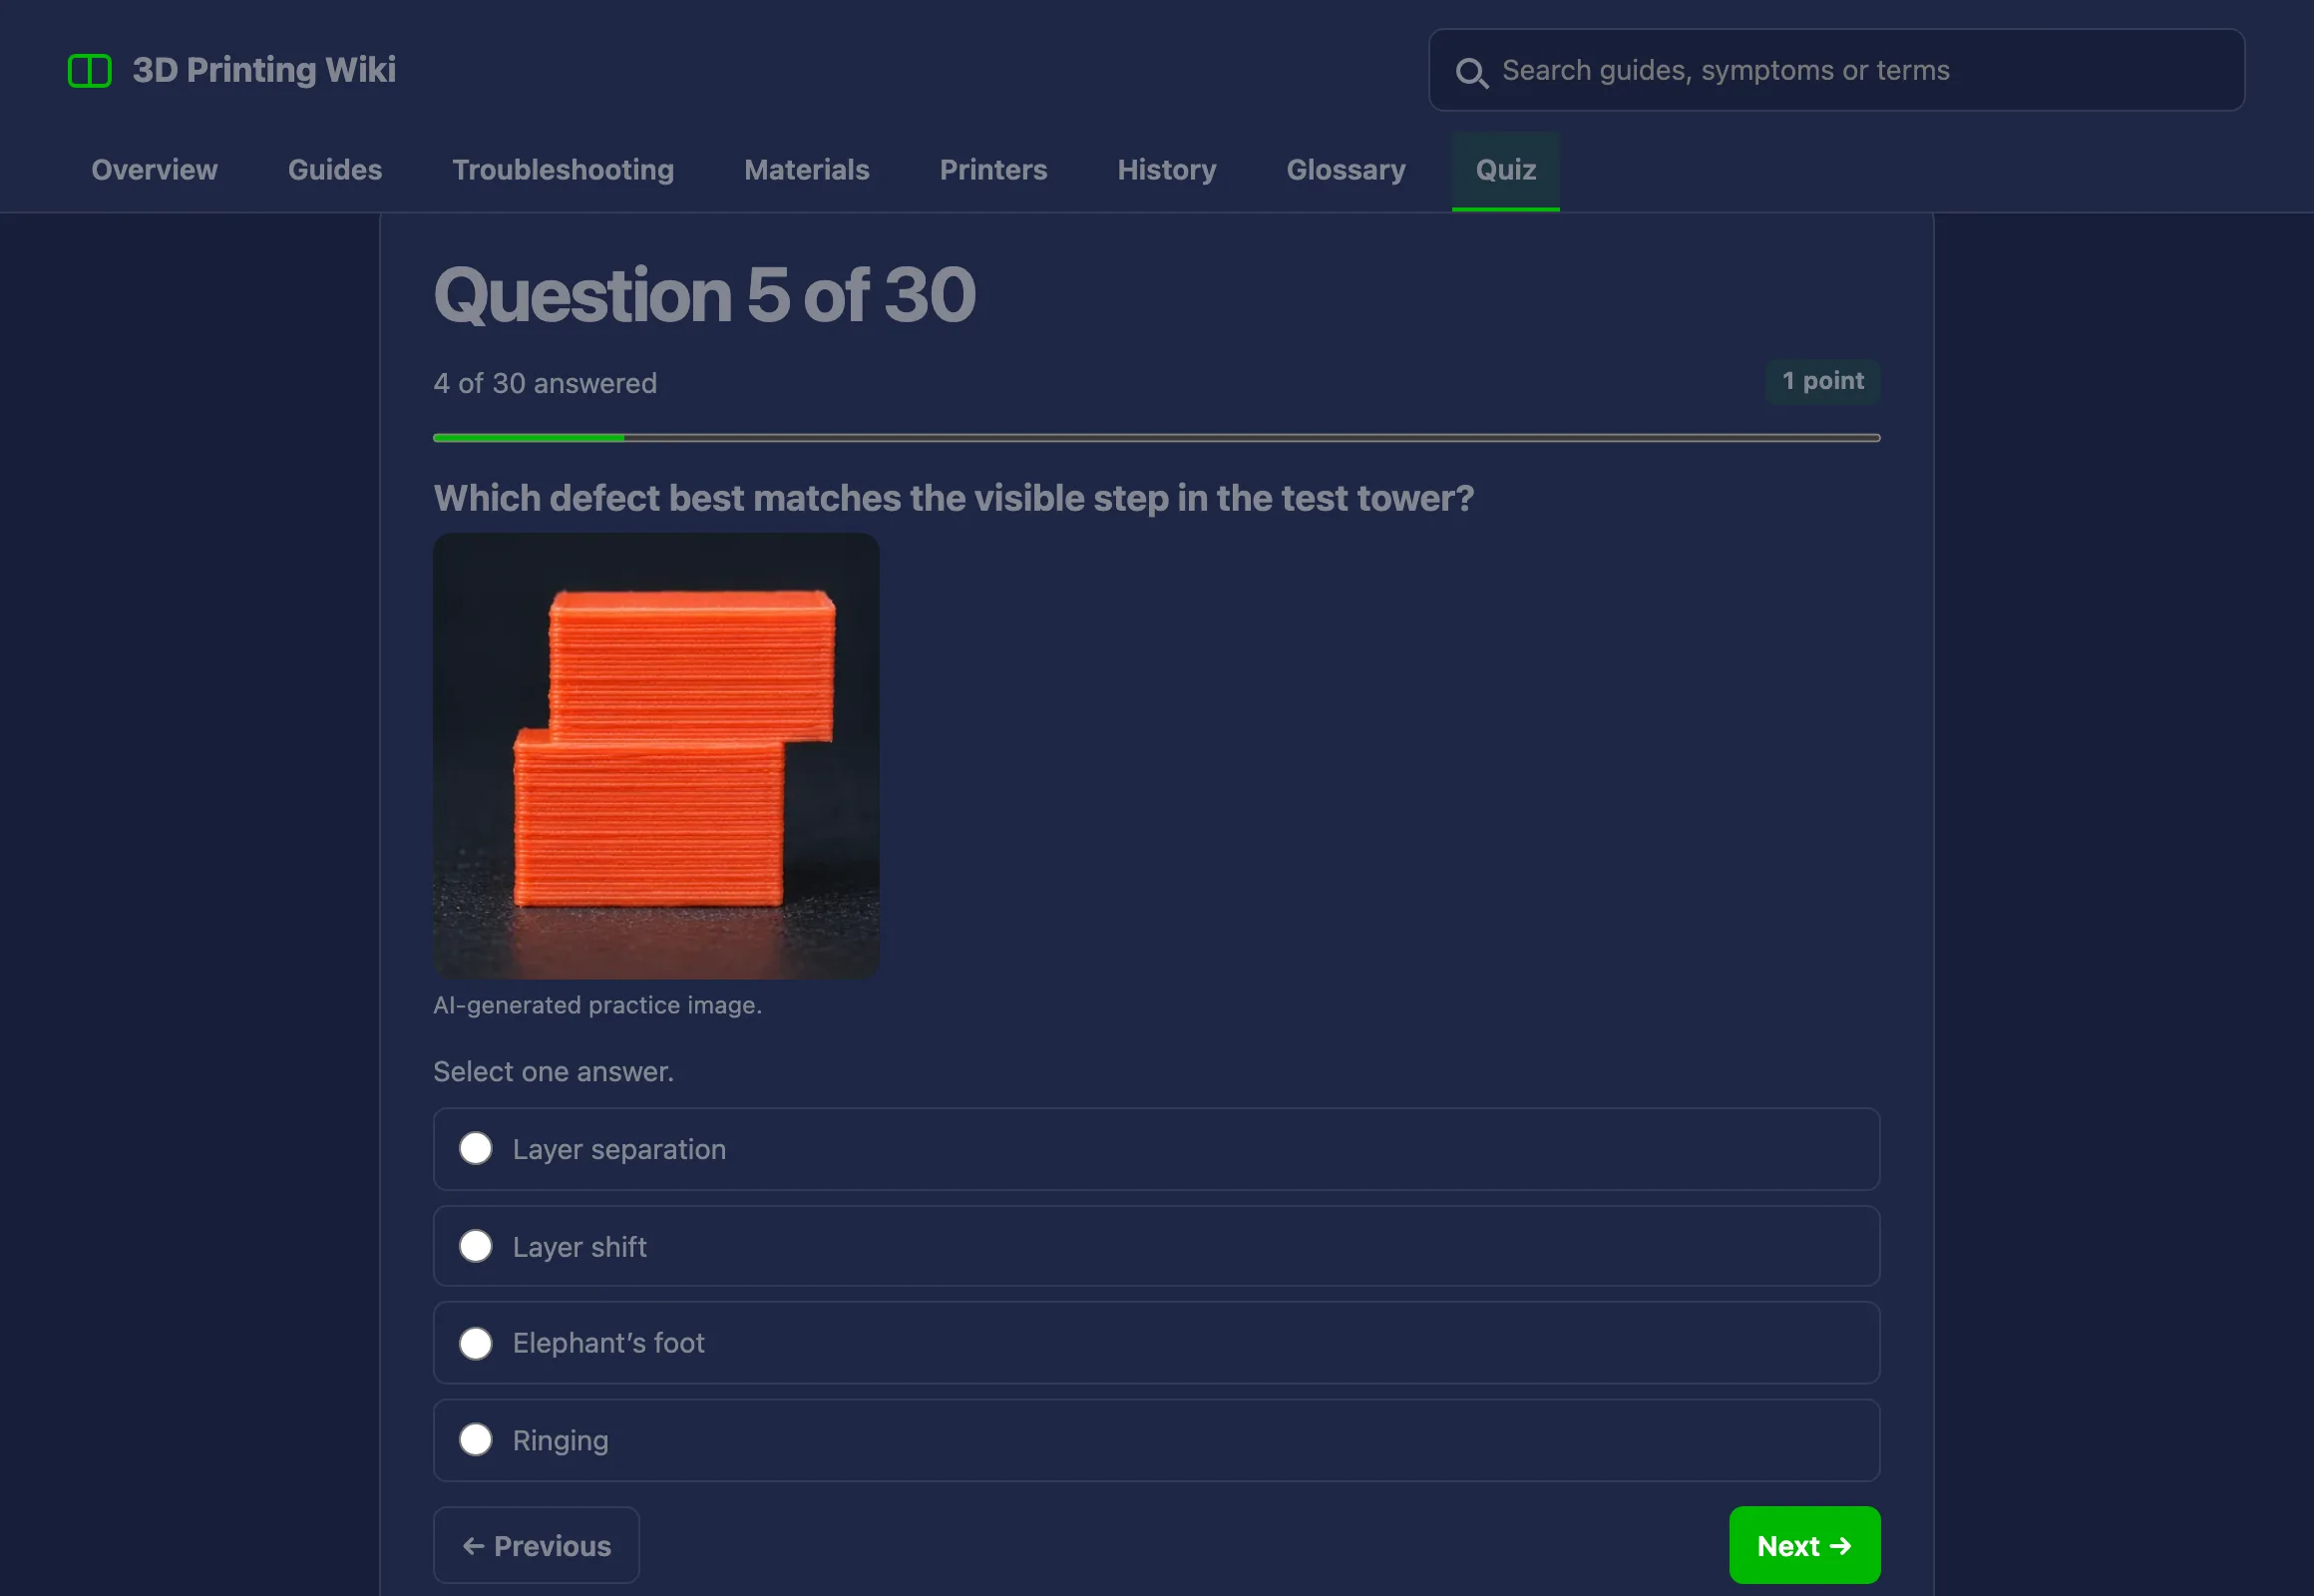 3D Printing Wiki
Search guides, symptoms or terms
Overview Guides Troubleshooting Materials Printers History Glossary Quiz
Question 5 of 30
4 of 30 answered
1 point
Which defect best matches the visible step in the test tower?
AI-generated practice image.
Select one answer.
Layer separation
Layer shift
Elephant’s foot
Ringing
← Previous
Next →